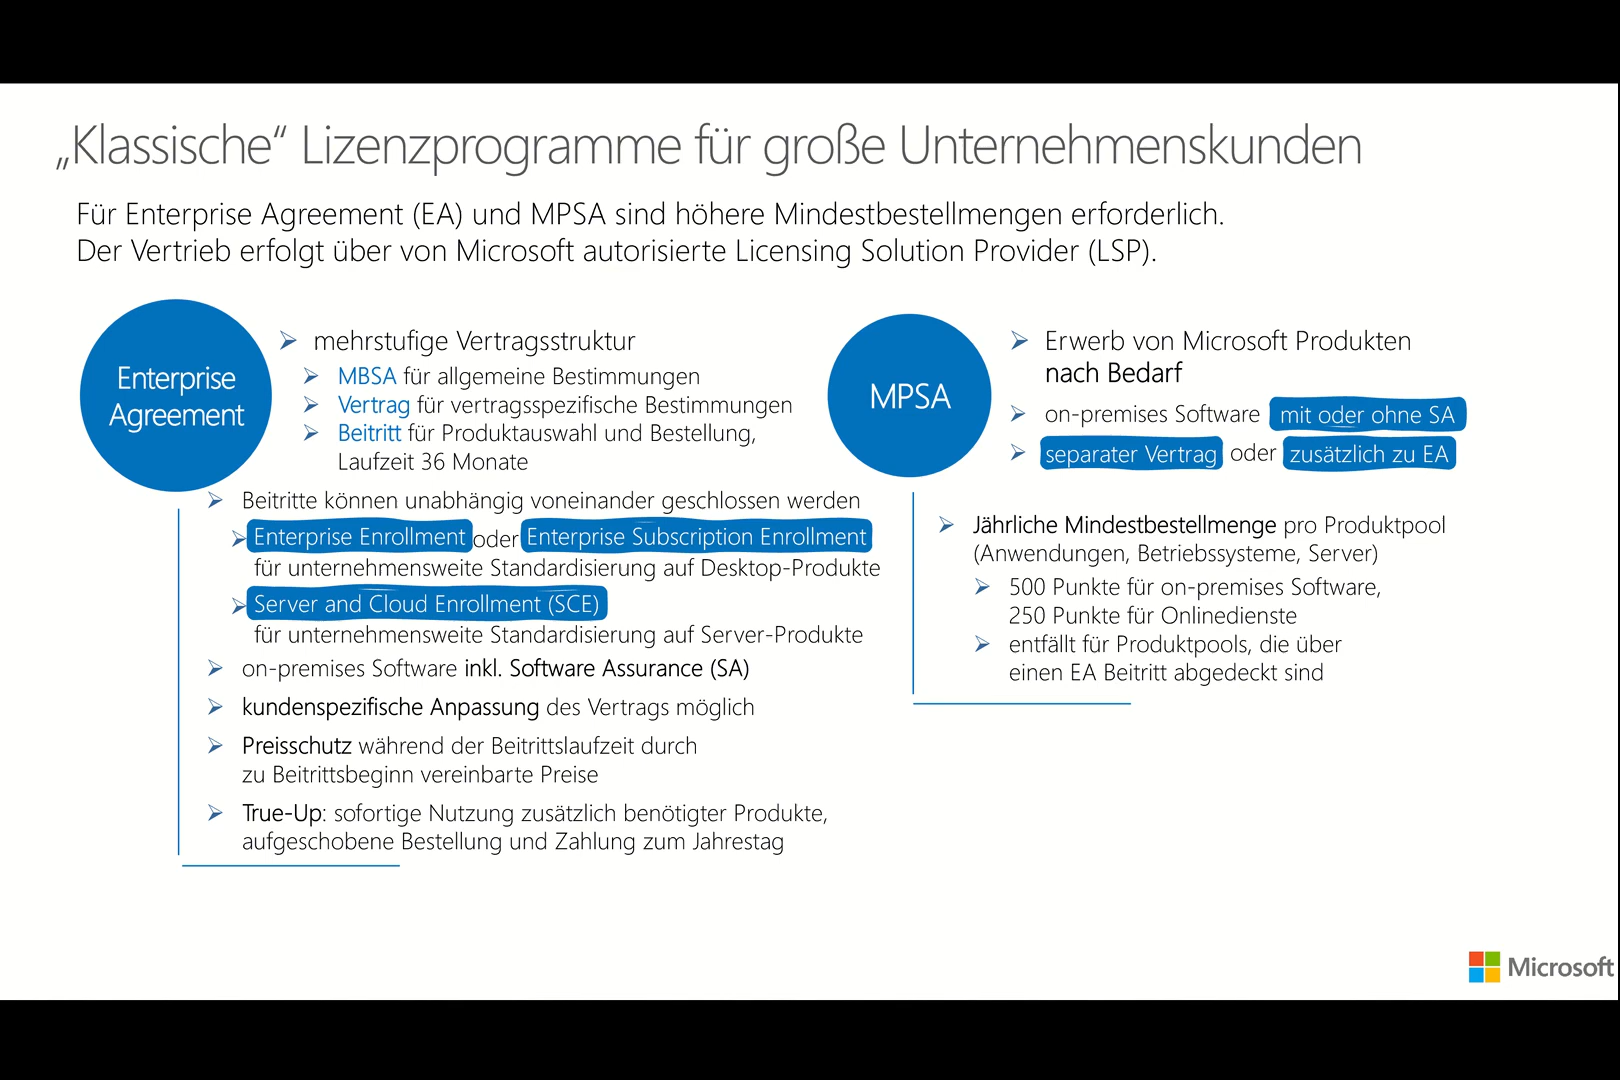 „Klassische“ Lizenzprogramme für große Unternehmenskunden
Für Enterprise Agreement (EA) und MPSA sind höhere Mindestbestellmengen erforderlich.
Der Vertrieb erfolgt über von Microsoft autorisierte Licensing Solution Provider (LSP).
Enterprise
Agreement
mehrstufige Vertragsstruktur
MBSA für allgemeine Bestimmungen
Vertrag für vertragsspezifische Bestimmungen
Beitritt für Produktauswahl und Bestellung,
Laufzeit 36 Monate
Beitritte können unabhängig voneinander geschlossen werden
Enterprise Enrollment oder Enterprise Subscription Enrollment
für unternehmensweite Standardisierung auf Desktop-Produkte
Server and Cloud Enrollment (SCE)
für unternehmensweite Standardisierung auf Server-Produkte
on-premises Software inkl. Software Assurance (SA)
kundenspezifische Anpassung des Vertrags möglich
Preisschutz während der Beitrittslaufzeit durch
zu Beitrittsbeginn vereinbarte Preise
True-Up: sofortige Nutzung zusätzlich benötigter Produkte,
aufgeschobene Bestellung und Zahlung zum Jahrestag
MPSA
Erwerb von Microsoft Produkten
nach Bedarf
on-premises Software mit oder ohne SA
separater Vertrag oder zusätzlich zu EA
Jährliche Mindestbestellmenge pro Produktpool
(Anwendungen, Betriebssysteme, Server)
500 Punkte für on-premises Software,
250 Punkte für Onlinedienste
entfällt für Produktpools, die über
einen EA Beitritt abgedeckt sind
Microsoft